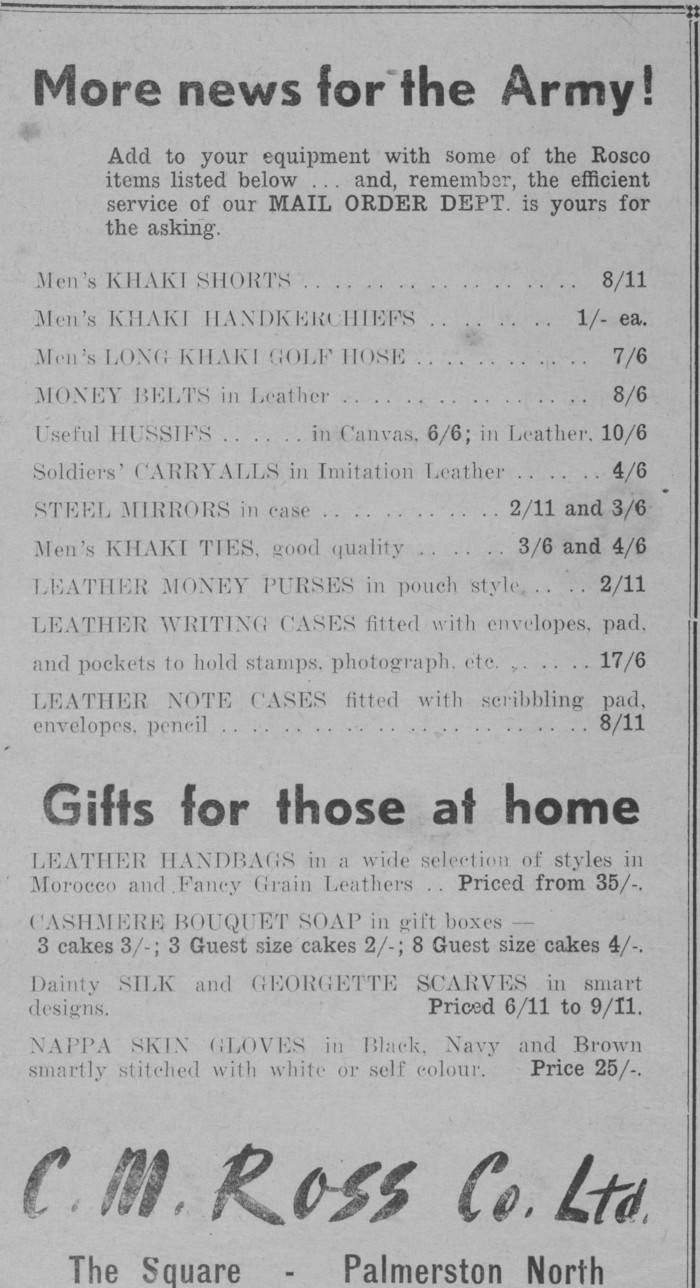 More news for the Army!
Add to your equipment with some of the Rosco
items listed below ... and, remember, the efficient
service of our MAIL ORDER DEPT. is yours for
the asking.
Men's KHAKI SHORTS .................. 8/11
Men's KHAKI HANDKERCHIEFS ........ 1/- ea.
Men's LONG KHAKI GOLF HOSE ........... 7/6
MONEY BELTS in Leather ................ 8/6
Useful HUSSIFS ...... in Canvas, 6/6; in Leather, 10/6
Soldiers' CARRYALLS in Imitation Leather ...... 4/6
STEEL MIRRORS in case ............ 2/11 and 3/6
Men's KHAKI TIES, good quality ...... 3/6 and 4/6
LEATHER MONEY PURSES in pouch style .... 2/11
LEATHER WRITING CASES fitted with envelopes, pad,
and pockets to hold stamps, photograph, etc. ...... 17/6
LEATHER NOTE CASES fitted with scribbling pad,
envelopes, pencil ........................ 8/11
Gifts for those at home
LEATHER HANDBAGS in a wide selection of styles in
Morocco and Fancy Grain Leathers .. Priced from 35/-.
CASHMERE BOUQUET SOAP in gift boxes —
3 cakes 3/-; 3 Guest size cakes 2/-; 8 Guest size cakes 4/-.
Dainty SILK and GEORGETTE SCARVES in smart
designs. Priced 6/11 to 9/11.
NAPPA SKIN GLOVES in Black, Navy and Brown
smartly stitched with white or self colour. Price 25/-.
C. M. Ross Co. Ltd.
The Square - Palmerston North